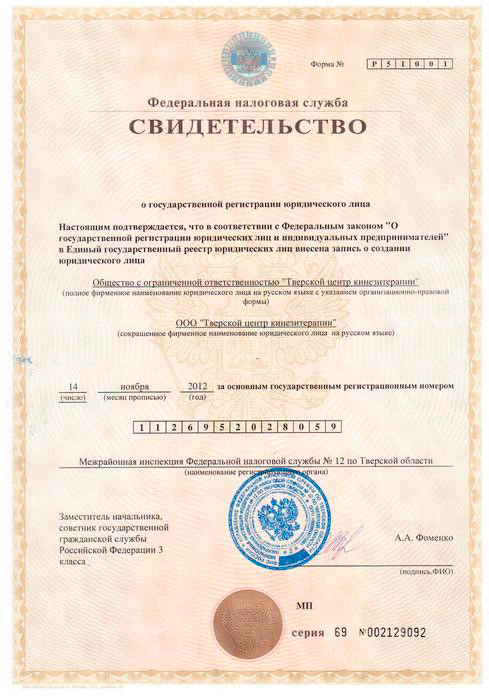 Форма № Р 5 1 0 0 1
Федеральная налоговая служба
СВИДЕТЕЛЬСТВО
о государственной регистрации юридического лица
Настоящим подтверждается, что в соответствии с Федеральным законом "О
государственной регистрации юридических лиц и индивидуальных предпринимателей"
в Единый государственный реестр юридических лиц внесена запись о создании
юридического лица
Общество с ограниченной ответственностью "Тверской центр кинезитерапии"
(полное фирменное наименование юридического лица на русском языке с указанием организационно-правовой
формы)
ООО "Тверской центр кинезитерапии"
(сокращенное фирменное наименование юридического лица на русском языке)
-
14 ноября 2012 за основным государственным регистрационным номером
(число) (месяц прописью) (год)
1 1 2 6 9 5 2 0 2 8 0 5 9
Межрайонная инспекция Федеральной налоговой службы № 12 по Тверской области
(наименование регистрирующего органа)
Заместитель начальника,
советник государственной
гражданской службы
Российской Федерации 3
класса
А.А. Фоменко
(подпись,ФИО)
МП
серия 69 №002129092